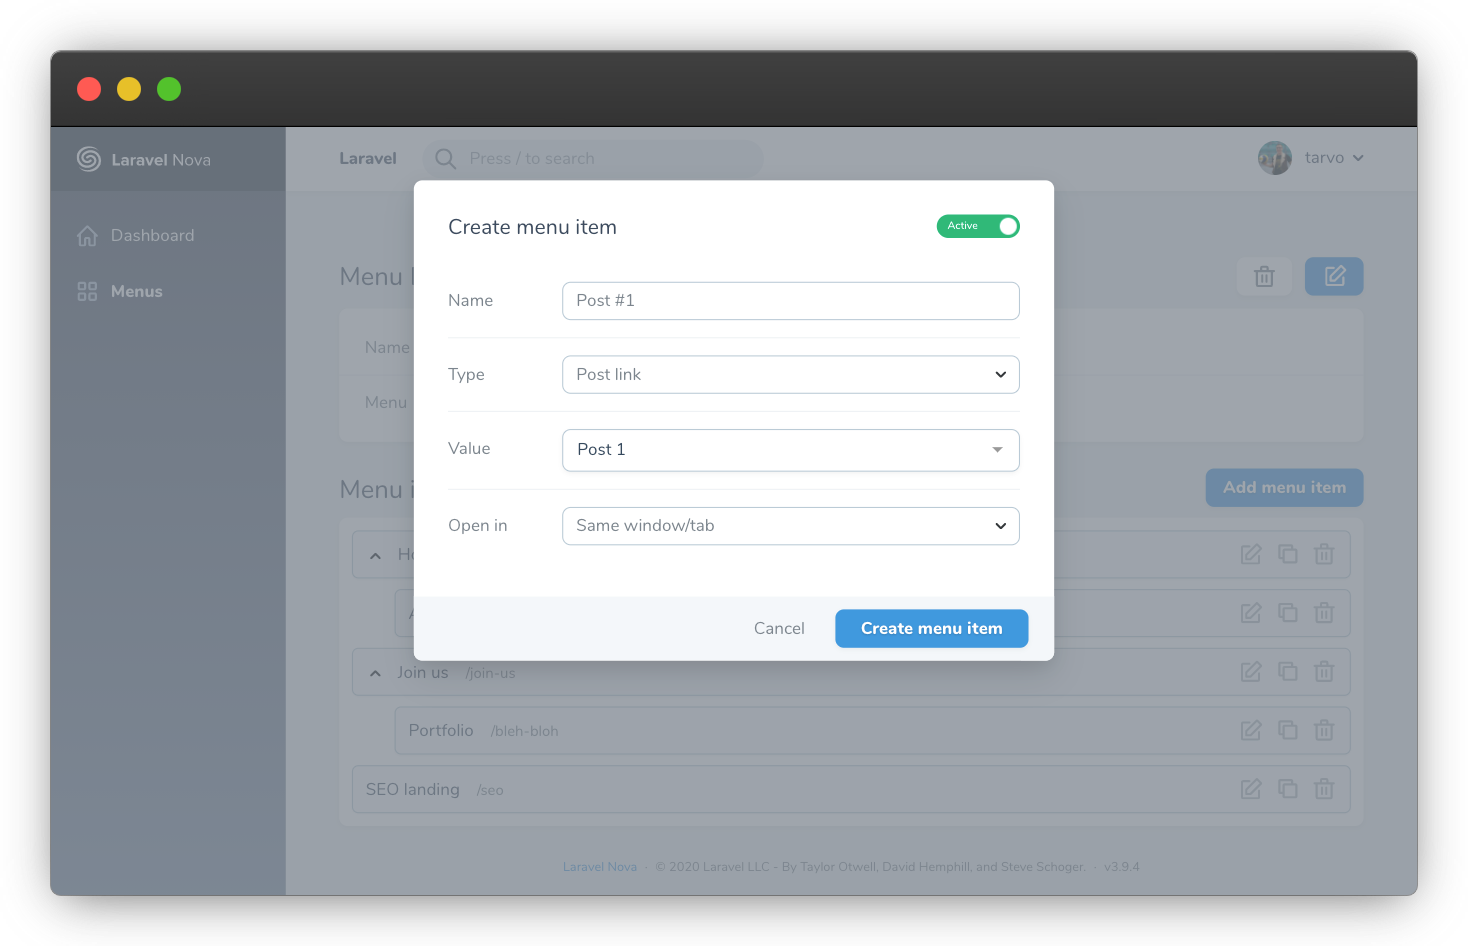 Laravel Nova
Laravel
Press / to search
tarvo
Dashboard
Menus
Menu
Name
Menu
Create menu item
Active
Name
Post #1
Type
Post link
Value
Post 1
Open in
Same window/tab
Cancel
Create menu item
Menu
Add menu item
Join us /join-us
Portfolio /bleh-bloh
SEO landing /seo
Laravel Nova · © 2020 Laravel LLC - By Taylor Otwell, David Hemphill, and Steve Schoger. · v3.9.4